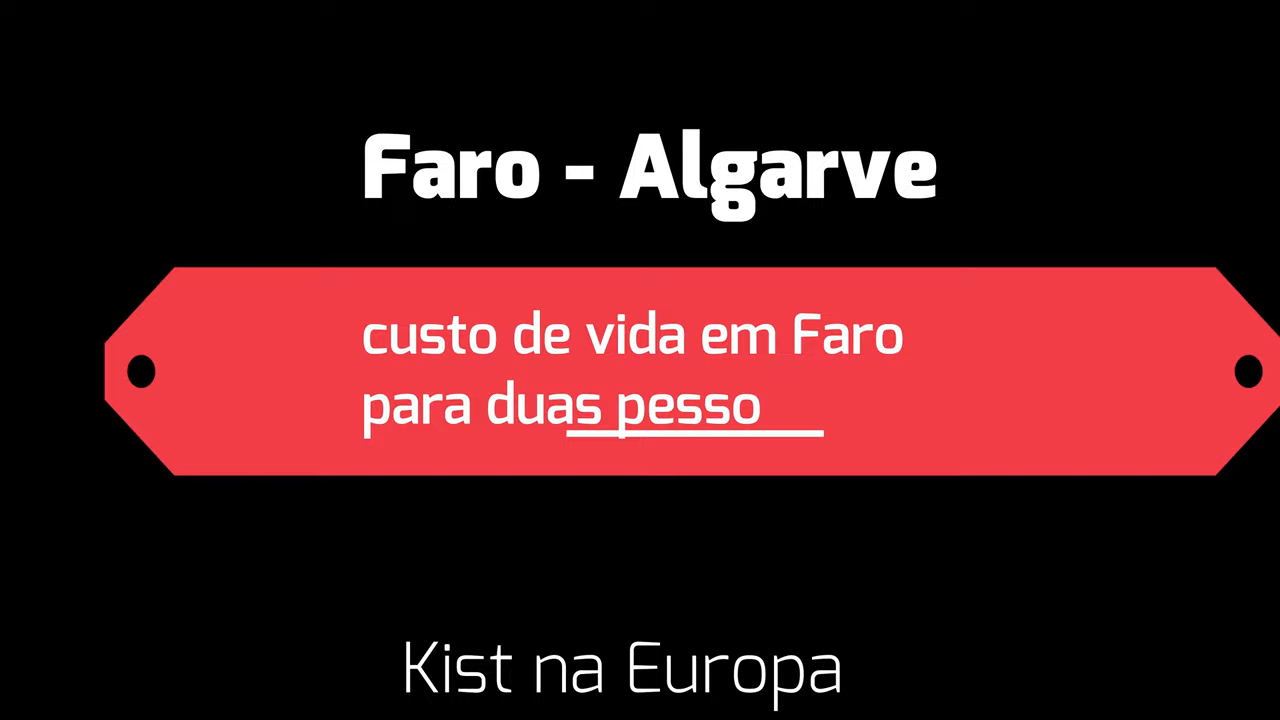 Faro - Algarve
custo de vida em Faro
para duas pesso
Kist na Europa